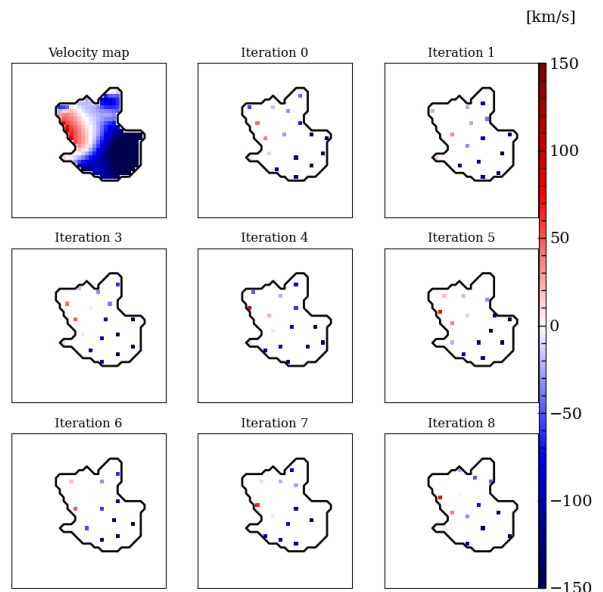 [km/s]
Velocity map
Iteration 0
Iteration 1
150
100
50
0
−50
−100
−150
Iteration 3
Iteration 4
Iteration 5
Iteration 6
Iteration 7
Iteration 8